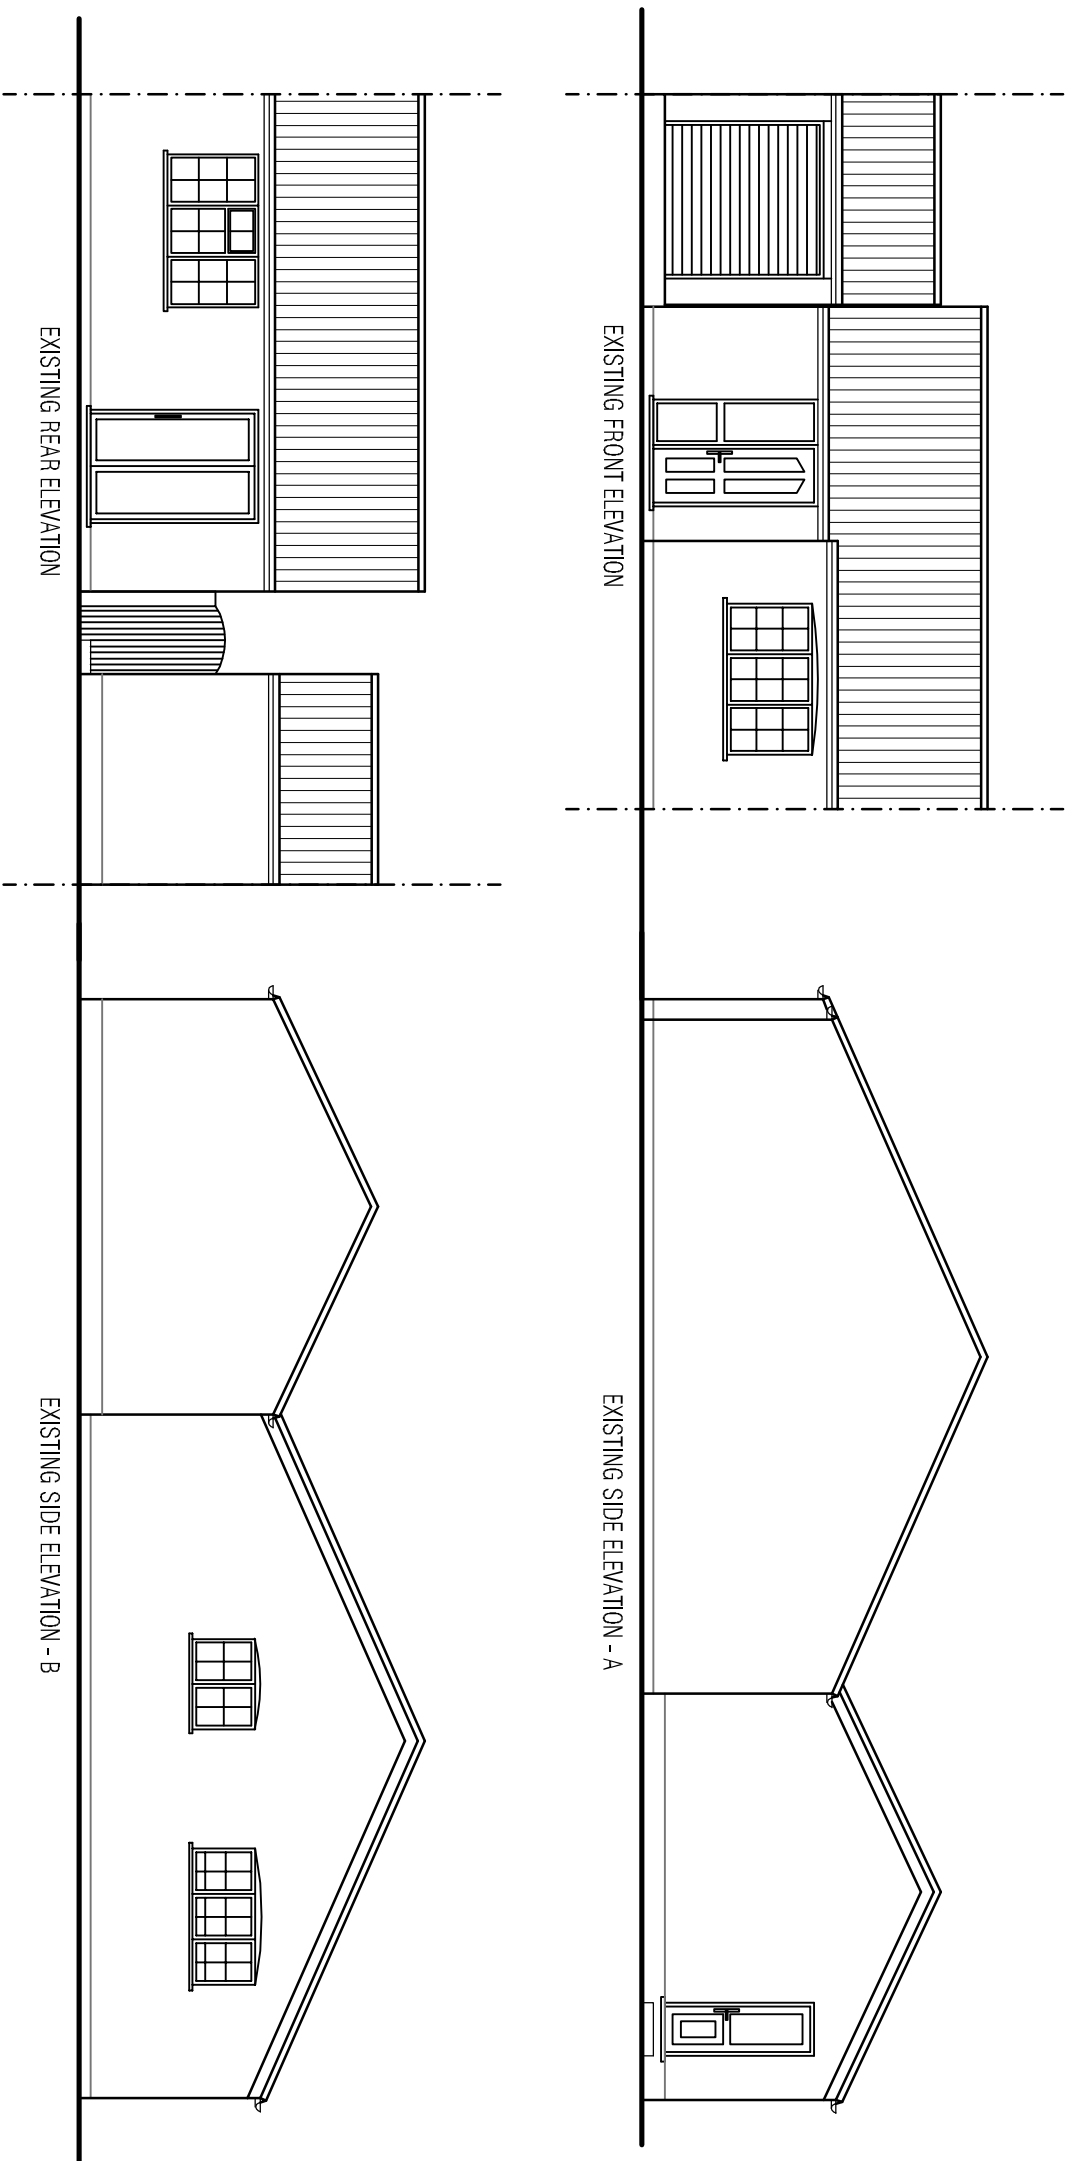 EXISTING FRONT ELEVATION
EXISTING SIDE ELEVATION - A
EXISTING REAR ELEVATION
EXISTING SIDE ELEVATION - B